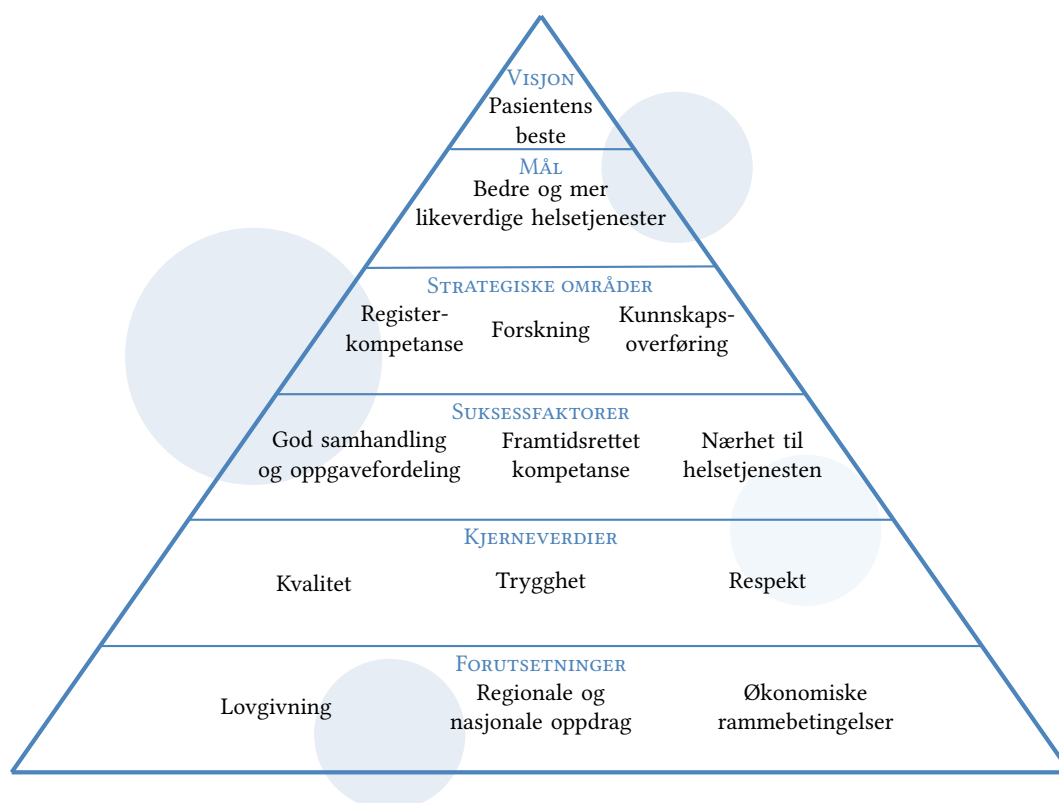 Visjon
Pasientens
beste
Mål
Bedre og mer
likeverdige helsetjenester
Strategiske områder
Register-
kompetanse
Forskning
Kunnskaps-
overføring
Suksessfaktorer
God samhandling
og oppgavefordeling
Framtidsrettet
kompetanse
Nærhet til
helsetjenesten
Kjerneverdier
Kvalitet
Trygghet
Respekt
Forutsetninger
Lovgivning
Regionale og
nasjonale oppdrag
Økonomiske
rammebetingelser